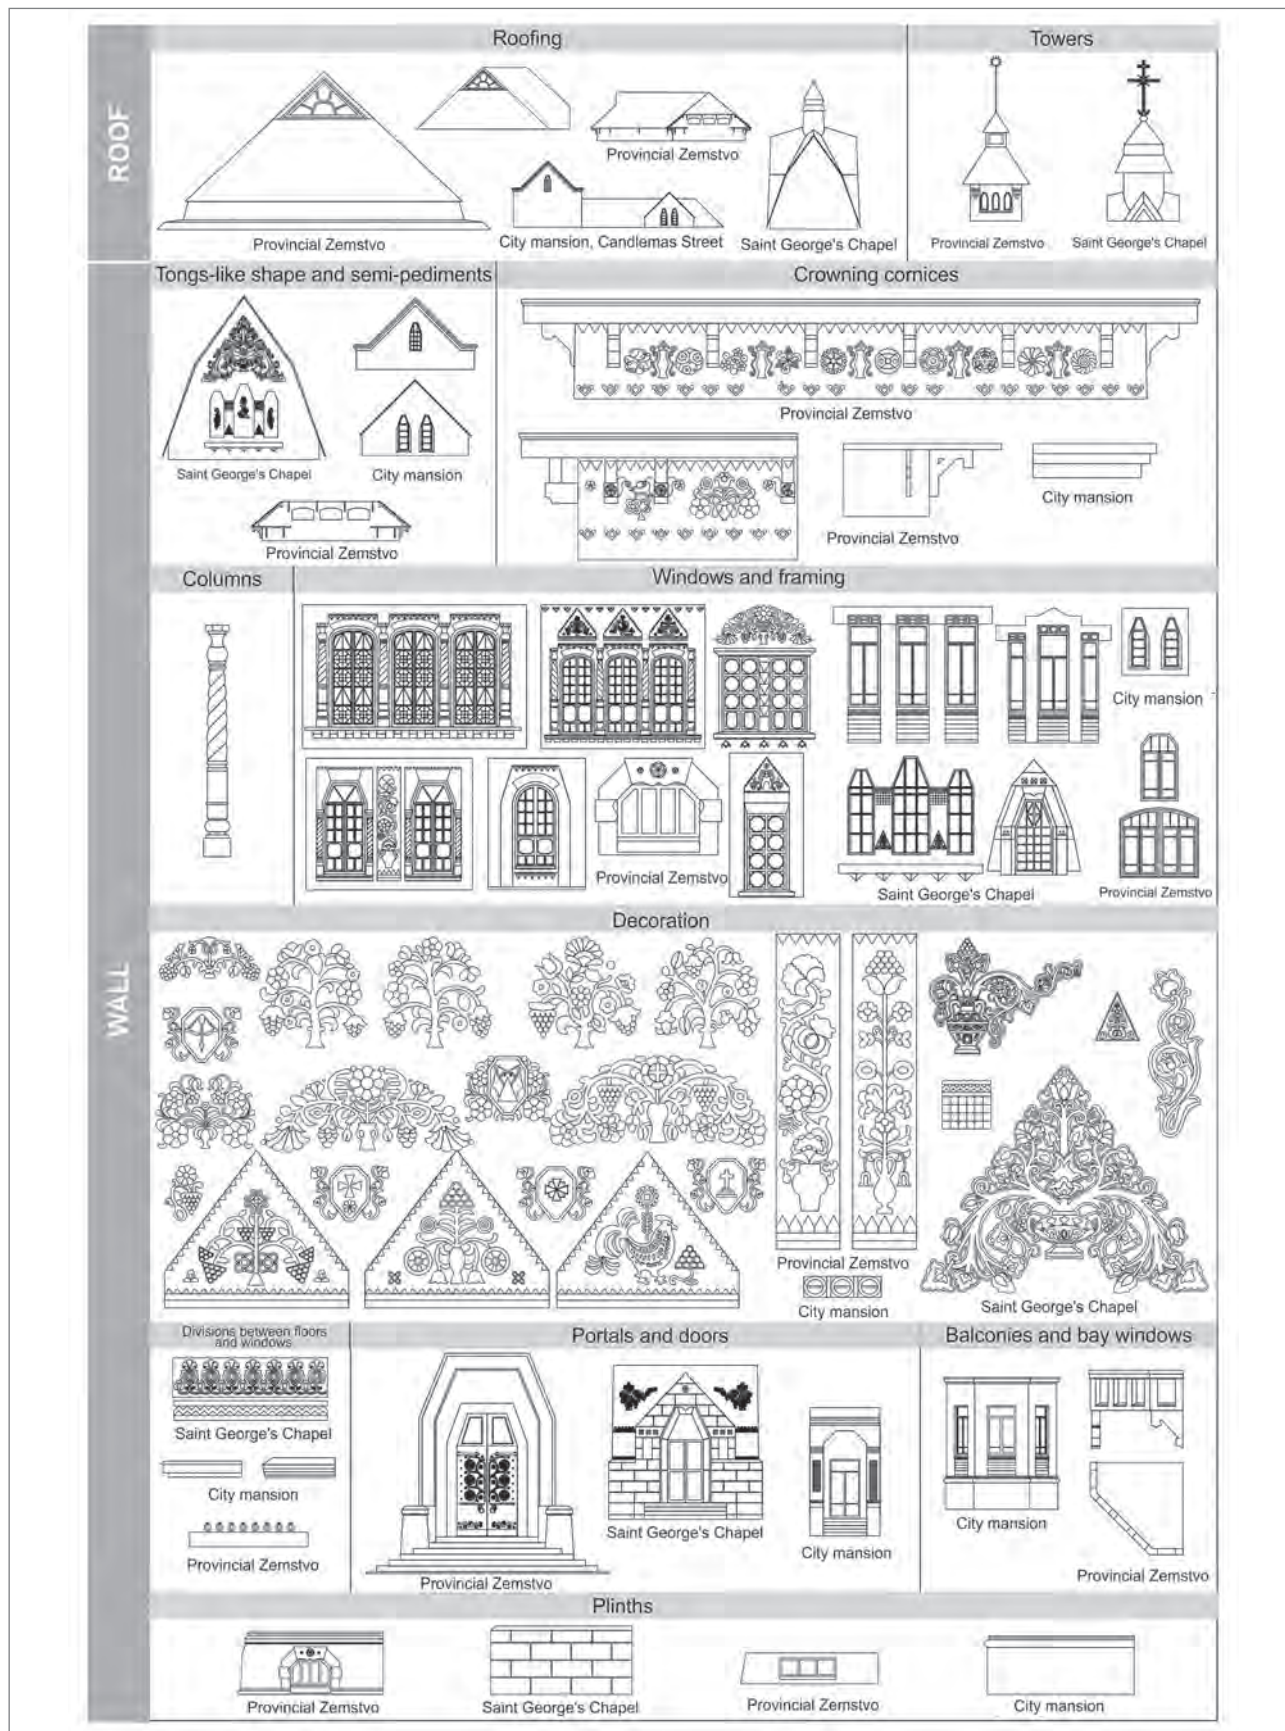 Roofing
Towers
ROOF
Provincial Zemstvo
Provincial Zemstvo
City mansion, Candlemas Street
Saint George's Chapel
Provincial Zemstvo
Saint George's Chapel
Tongs-like shape and semi-pediments
Crowning cornices
Saint George's Chapel
City mansion
Provincial Zemstvo
Provincial Zemstvo
Provincial Zemstvo
City mansion
Columns
Windows and framing
City mansion
Provincial Zemstvo
Saint George's Chapel
Provincial Zemstvo
WALL
Decoration
Provincial Zemstvo
City mansion
Saint George's Chapel
Divisions between floors
and windows
Portals and doors
Balconies and bay windows
Saint George's Chapel
City mansion
Provincial Zemstvo
Provincial Zemstvo
Saint George's Chapel
City mansion
City mansion
Provincial Zemstvo
Plinths
Provincial Zemstvo
Saint George's Chapel
Provincial Zemstvo
City mansion